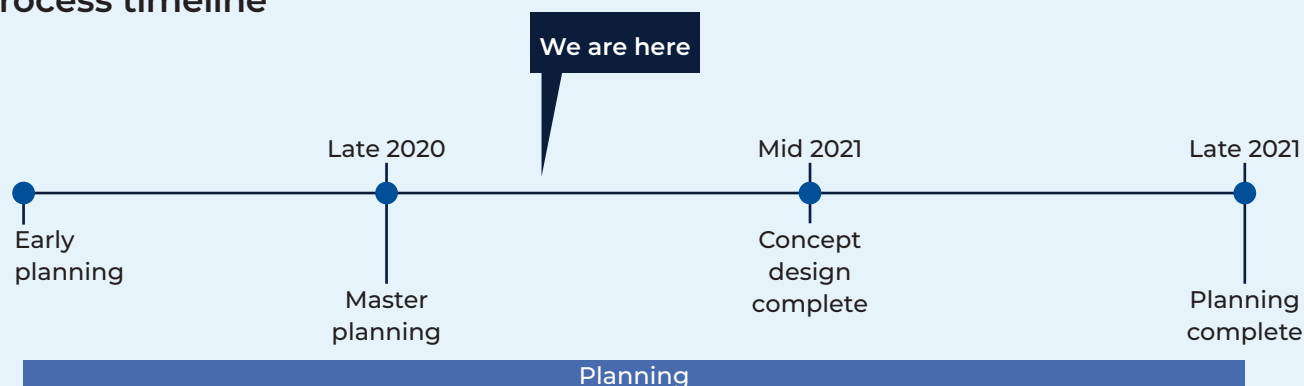 rocess timeline
We are here
Late 2020
Mid 2021
Late 2021
Early
planning
Master
planning
Concept
design
complete
Planning
complete
Planning